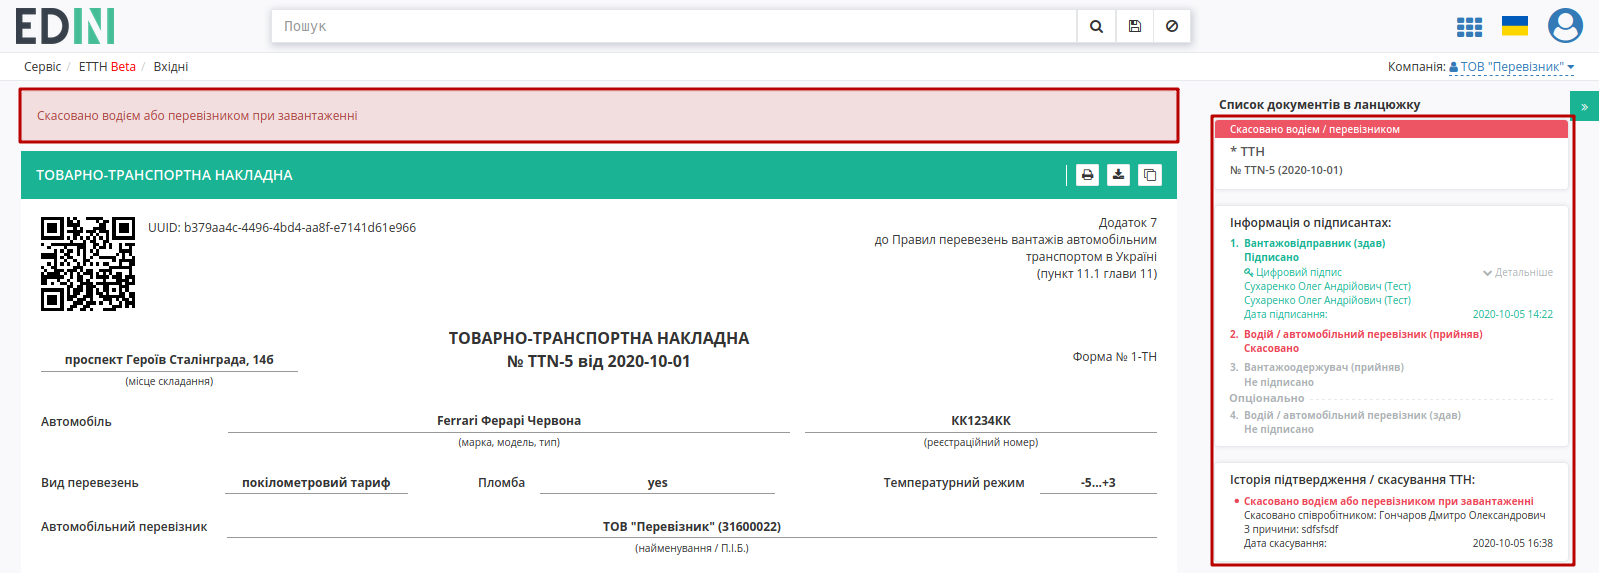 EDIN
Пошук
Сервіс / ЕТТН Beta / Вхідні
Компанія: ТОВ "Перевізник"
Скасовано водієм або перевізником при завантаженні
ТОВАРНО-ТРАНСПОРТНА НАКЛАДНА
UUID: b379aa4c-4496-4bd4-aa8f-e7141d61e966
Додаток 7
до Правил перевезень вантажів автомобільним
транспортом в Україні
(пункт 11.1 глави 11)
ТОВАРНО-ТРАНСПОРТНА НАКЛАДНА
№ TTN-5 від 2020-10-01
проспект Героїв Сталінграда, 14б
(місце складання)
Форма № 1-ТН
Автомобіль
Ferrari Ферарі Червона
(марка, модель, тип)
КК1234КК
(реєстраційний номер)
Вид перевезень
покілометровий тариф
Пломба
yes
Температурний режим
-5...+3
Автомобільний перевізник
ТОВ "Перевізник" (31600022)
(найменування / П.І.Б.)
Список документів в ланцюжку
»
Скасовано водієм / перевізником
* ТТН
№ TTN-5 (2020-10-01)
Інформація о підписантах:
1. Вантажовідправник (здав)
Підписано
Цифровий підпис
Детальніше
Сухаренко Олег Андрійович (Тест)
Сухаренко Олег Андрійович (Тест)
Дата підписання: 2020-10-05 14:22
2. Водій / автомобільний перевізник (прийняв)
Скасовано
3. Вантажоодержувач (прийняв)
Не підписано
Опціонально
4. Водій / автомобільний перевізник (здав)
Не підписано
Історія підтвердження / скасування ТТН:
• Скасовано водієм або перевізником при завантаженні
Скасовано співробітником: Гончаров Дмитро Олександрович
З причини: sdfsfsdf
Дата скасування: 2020-10-05 16:38